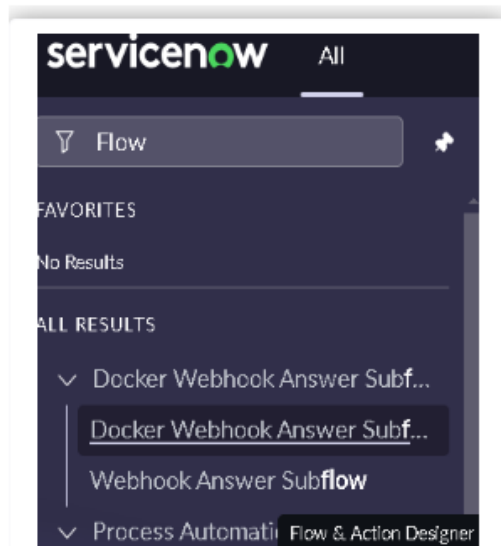 servicenow All
Flow
FAVORITES
No Results
ALL RESULTS
Docker Webhook Answer Subf...
Docker Webhook Answer Subf...
Webhook Answer Subflow
Process Automati
Flow & Action Designer